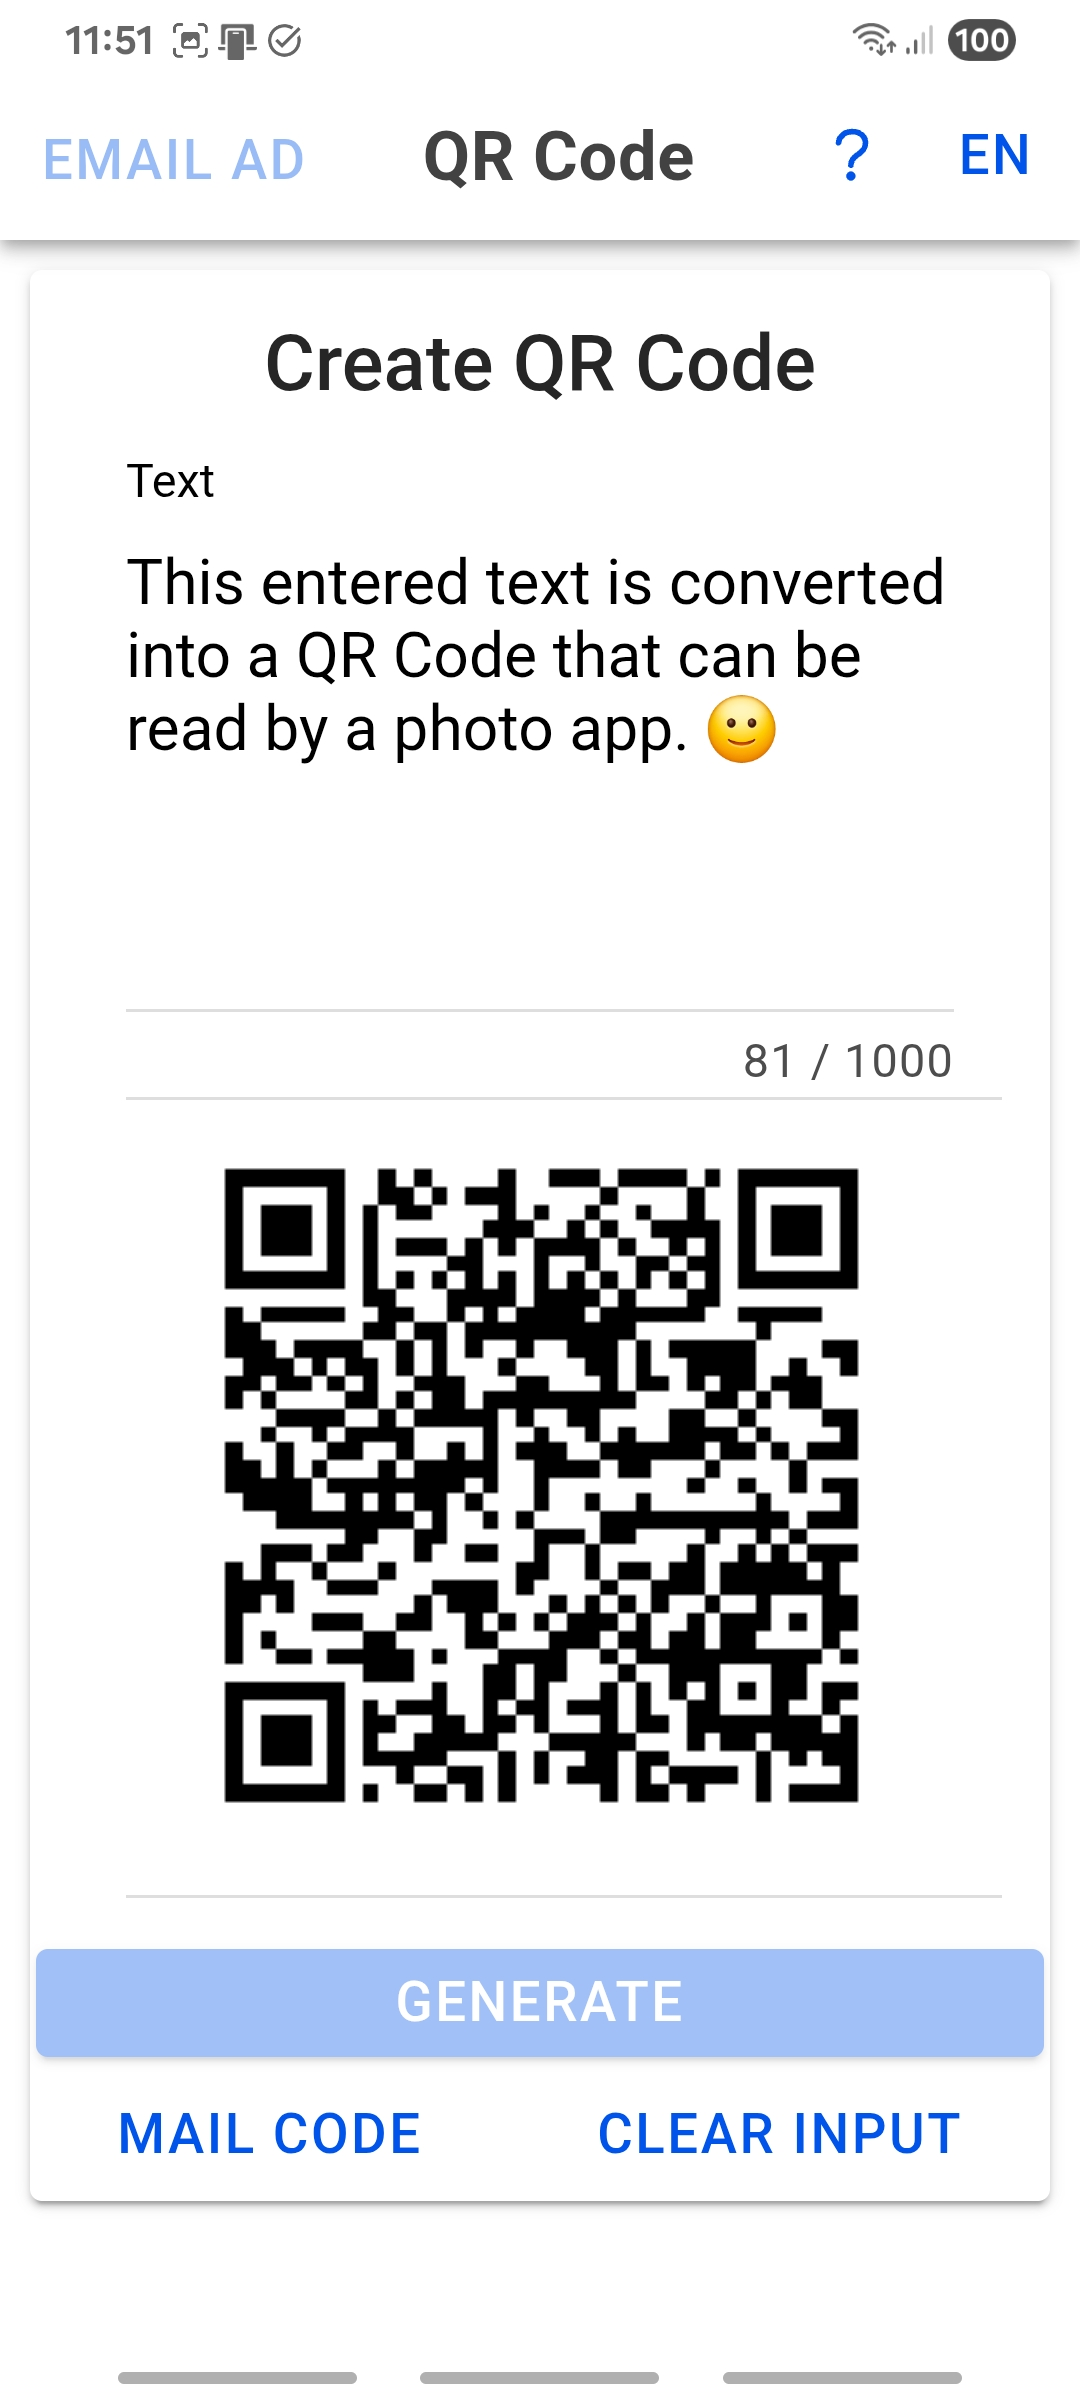 11:51
100
EMAIL AD QR Code ? EN
Create QR Code
Text
This entered text is converted
into a QR Code that can be
read by a photo app. 🙂
81 / 1000
GENERATE
MAIL CODE CLEAR INPUT